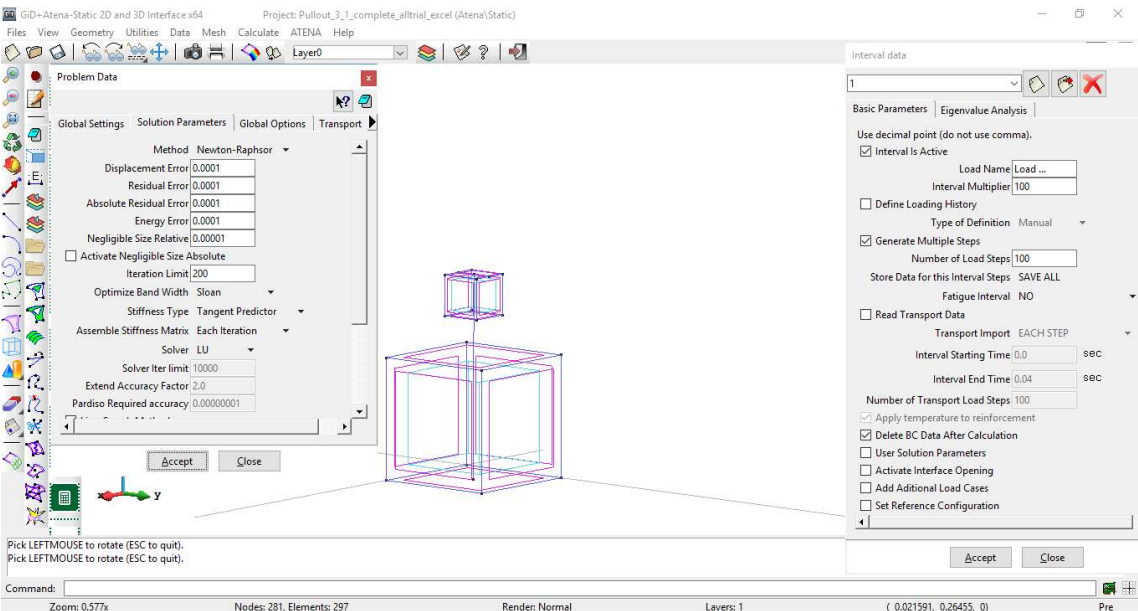 GiD+Atena-Static 2D and 3D Interface x64 Project: Pullout_3_1_complete_alltrial_excel (Atena\Static)
Files View Geometry Utilities Data Mesh Calculate ATENA Help
Layer0
Problem Data
Global Settings Solution Parameters Global Options Transport
Method Newton-Raphsor
Displacement Error 0.0001
Residual Error 0.0001
Absolute Residual Error 0.0001
Energy Error 0.0001
Negligible Size Relative 0.00001
Activate Negligible Size Absolute
Iteration Limit 200
Optimize Band Width Sloan
Stiffness Type Tangent Predictor
Assemble Stiffness Matrix Each Iteration
Solver LU
Solver Iter limit 10000
Extend Accuracy Factor 2.0
Pardiso Required accuracy 0.00000001
Accept Close
x y
Interval data
1
Basic Parameters Eigenvalue Analysis
Use decimal point (do not use comma).
Interval Is Active
Load Name Load ...
Interval Multiplier 100
Define Loading History
Type of Definition Manual
Generate Multiple Steps
Number of Load Steps 100
Store Data for this Interval Steps SAVE ALL
Fatigue Interval NO
Read Transport Data
Transport Import EACH STEP
Interval Starting Time 0.0 sec
Interval End Time 0.04 sec
Number of Transport Load Steps 100
Apply temperature to reinforcement
Delete BC Data After Calculation
User Solution Parameters
Activate Interface Opening
Add Aditional Load Cases
Set Reference Configuration
Accept Close
Pick LEFTMOUSE to rotate (ESC to quit).
Pick LEFTMOUSE to rotate (ESC to quit).
Command:
Zoom: 0.577x Nodes: 281, Elements: 297 Render: Normal Layers: 1 ( 0.021591, 0.26455, 0) Pre